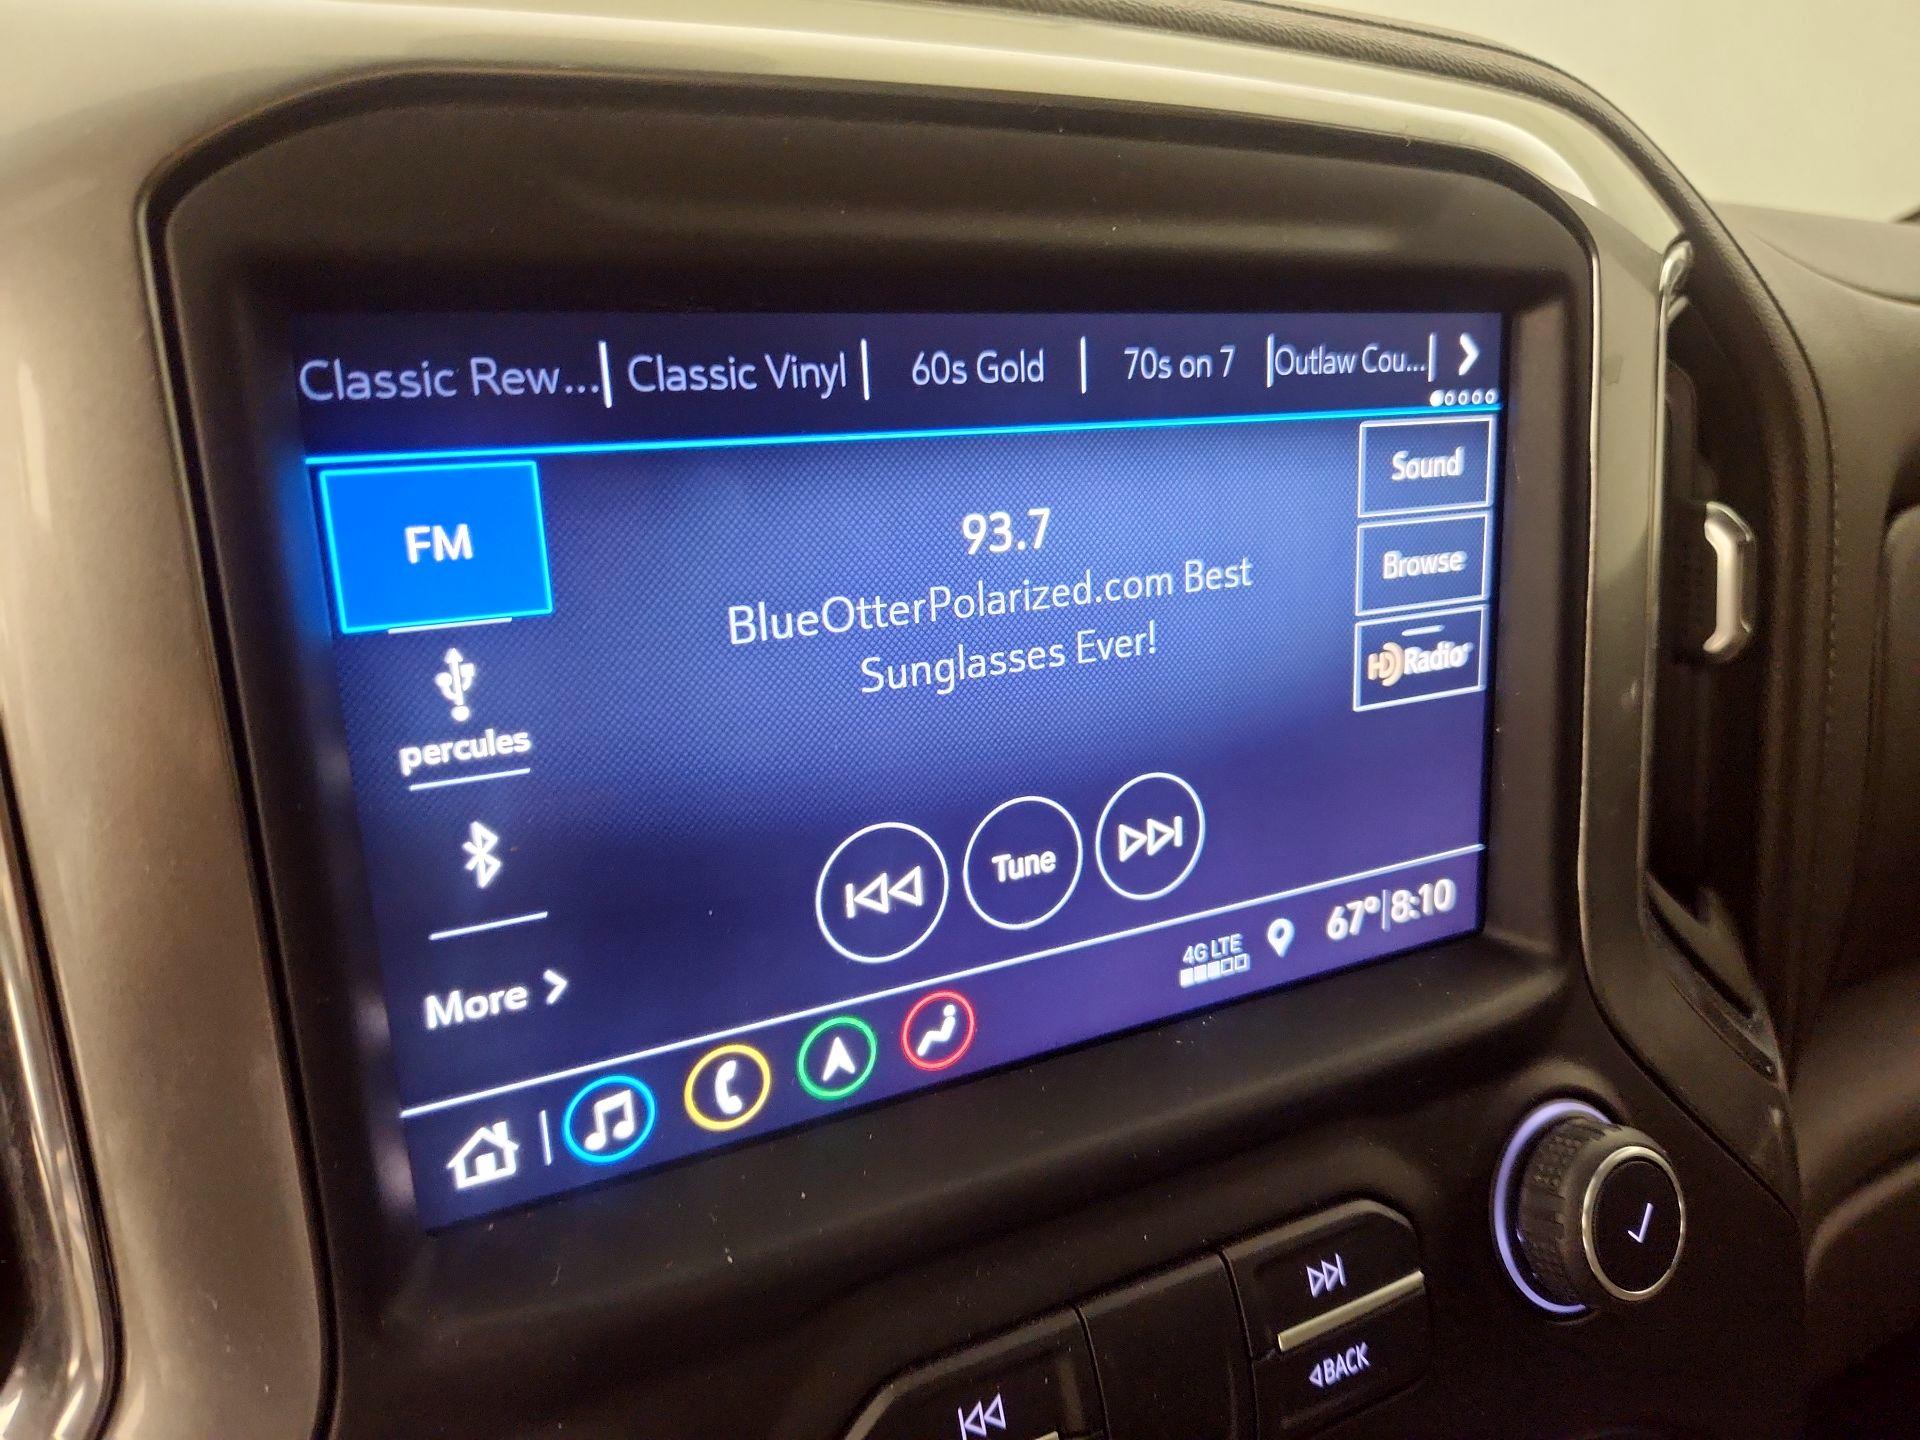 Classic Rew...
Classic Vinyl
60s Gold
70s on 7
Outlaw Cou...
FM
93.7
BlueOtterPolarized.com Best
Sunglasses Ever!
Sound
Browse
HD Radio
percules
Tune
More
4G LTE
67° 8:10
BACK